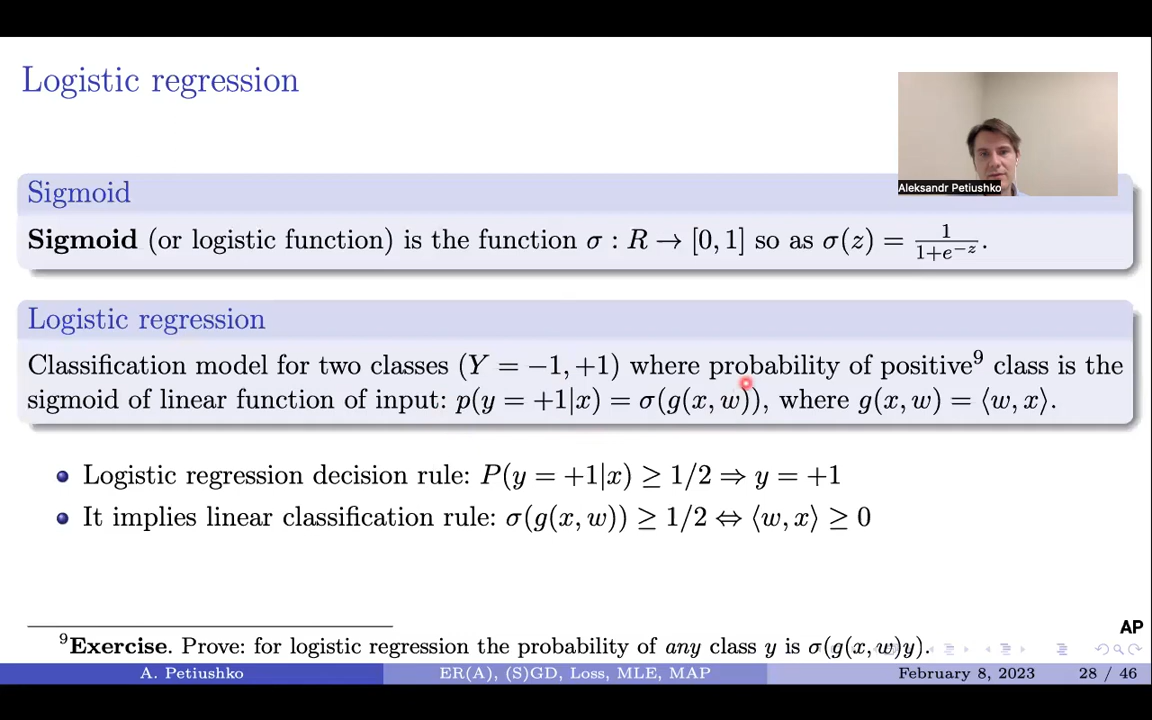 Logistic regression
Aleksandr Petiushko
Sigmoid
Sigmoid (or logistic function) is the function σ : R → [0, 1] so as σ(z) = 1/(1+e^{−z}).
Logistic regression
Classification model for two classes (Y = −1, +1) where probability of positive⁹ class is the
sigmoid of linear function of input: p(y = +1|x) = σ(g(x, w)), where g(x, w) = ⟨w, x⟩.
Logistic regression decision rule: P(y = +1|x) ≥ 1/2 ⇒ y = +1
It implies linear classification rule: σ(g(x, w)) ≥ 1/2 ⇔ ⟨w, x⟩ ≥ 0
AP
⁹Exercise. Prove: for logistic regression the probability of any class y is σ(g(x, w)y).
A. Petiushko ER(A), (S)GD, Loss, MLE, MAP February 8, 2023 28 / 46